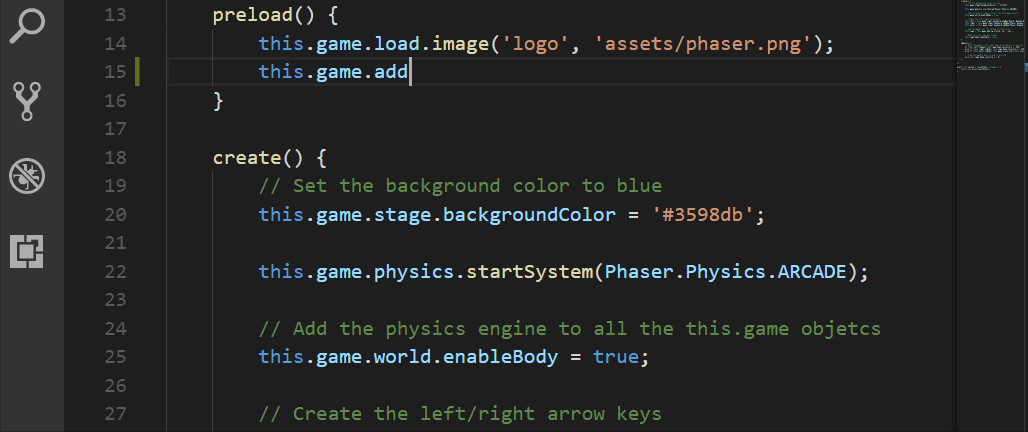 13 preload() {
14 this.game.load.image('logo', 'assets/phaser.png');
15 this.game.add
16 }
17
18 create() {
19 // Set the background color to blue
20 this.game.stage.backgroundColor = '#3598db';
21
22 this.game.physics.startSystem(Phaser.Physics.ARCADE);
23
24 // Add the physics engine to all the this.game objetcs
25 this.game.world.enableBody = true;
26
27 // Create the left/right arrow keys